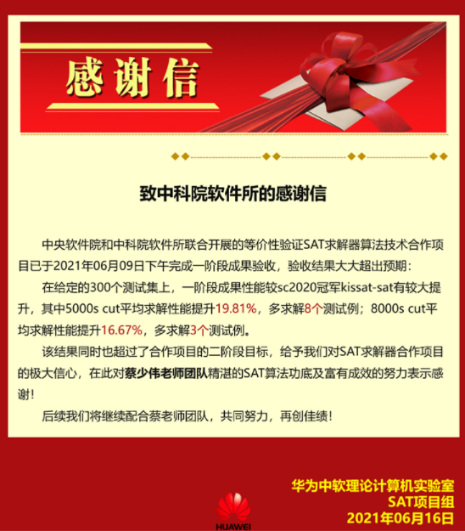 感谢信
致中科院软件所的感谢信
中央软件院和中科院软件所联合开展的等价性验证SAT求解器算法技术合作项
目已于2021年06月09日下午完成一阶段成果验收，验收结果大大超出预期：
在给定的300个测试集上，一阶段成果性能较sc2020冠军kissat-sat有较大提
升，其中5000s cut平均求解性能提升19.81%，多求解8个测试例；8000s cut平
均求解性能提升16.67%，多求解3个测试例。
该结果同时也超过了合作项目的二阶段目标，给予我们对SAT求解器合作项目
的极大信心，在此对蔡少伟老师团队精湛的SAT算法功底及富有成效的努力表示感
谢！
后续我们将继续配合蔡老师团队，共同努力，再创佳绩！
华为中软理论计算机实验室
SAT项目组
2021年06月16日
HUAWEI